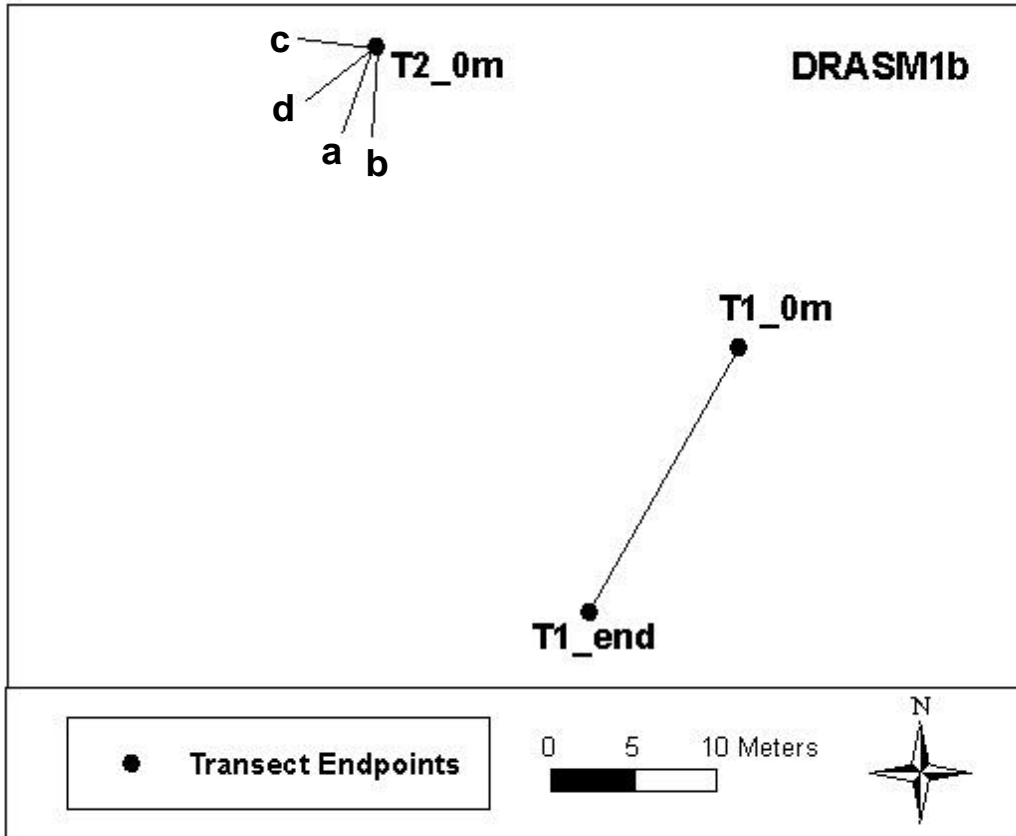 c
T2_0m
DRASM1b
d
a
b
T1_0m
T1_end
N
0 5 10 Meters
Transect Endpoints